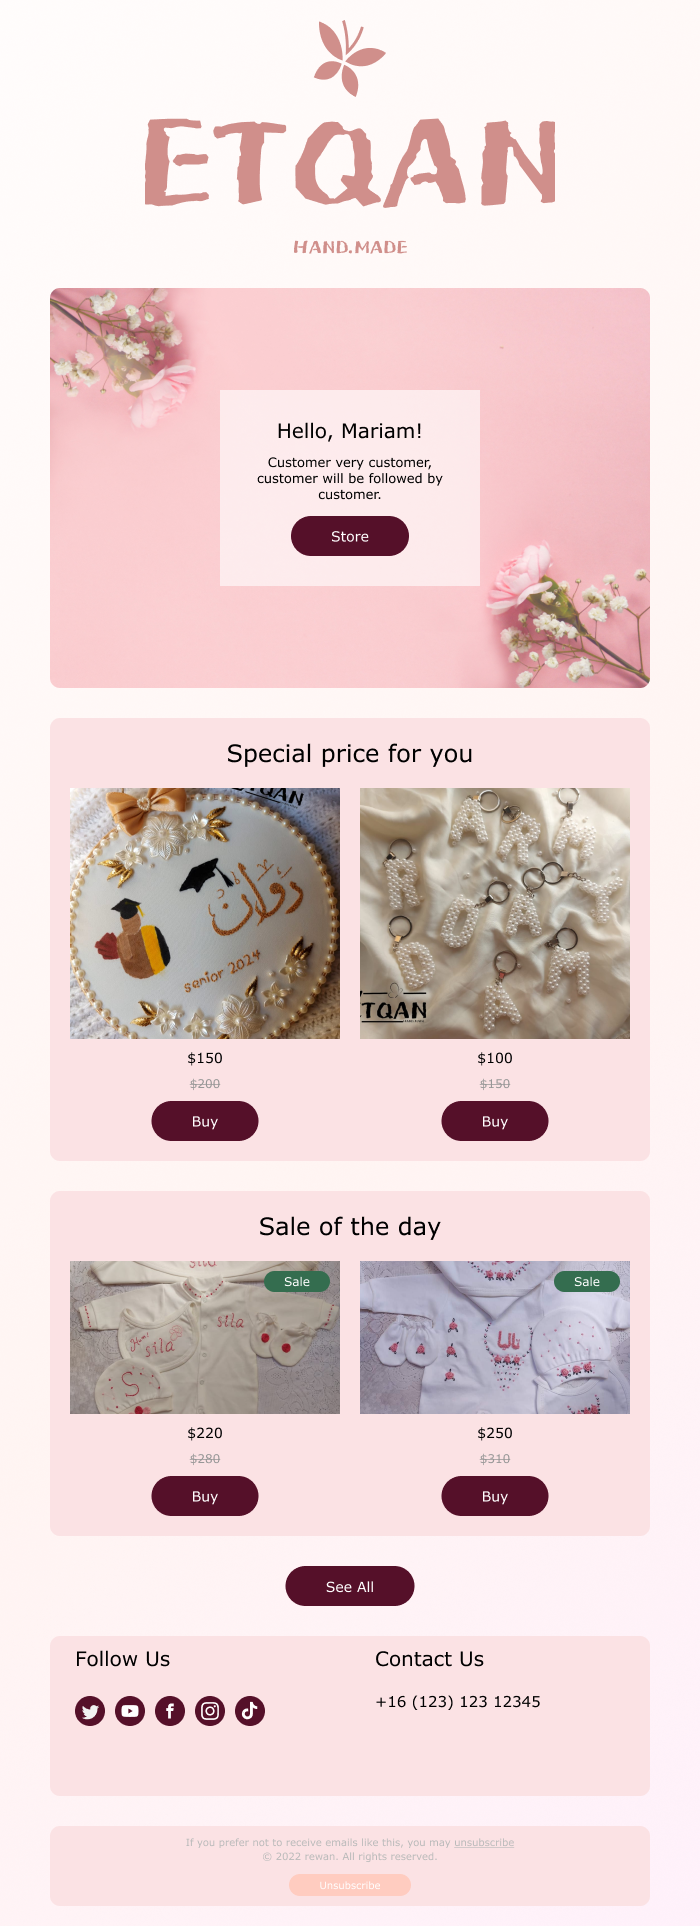 ETQAN
HAND.MADE
Hello, Mariam!
Customer very customer,
customer will be followed by
customer.
Store
Special price for you
ETQAN
روان
senior 2024
A R A
R O A Y
D A M
ETQAN
$150
$100
$200
$150
Buy
Buy
Sale of the day
sila
Sale
sila
sila
S
Sale
تاليا
$220
$250
$280
$310
Buy
Buy
See All
Follow Us
Contact Us
+16 (123) 123 12345
If you prefer not to receive emails like this, you may unsubscribe
© 2022 rewan. All rights reserved.
Unsubscribe